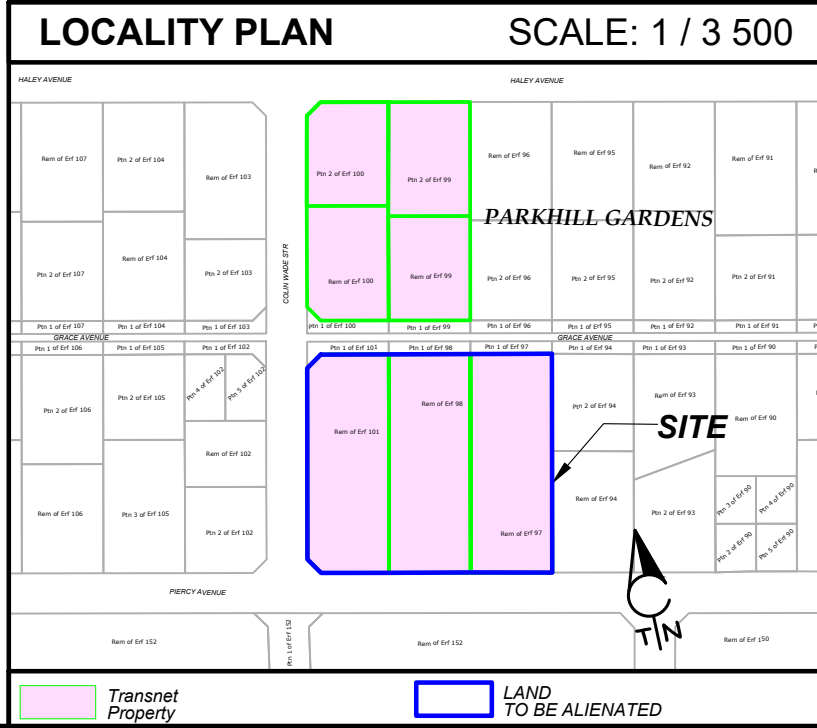 LOCALITY PLAN SCALE: 1 / 3 500
HALEY AVENUE
HALEY AVENUE
Rem of Erf 107
Ptn 2 of Erf 104
Rem of Erf 103
Ptn 2 of Erf 100
Ptn 2 of Erf 99
Rem of Erf 96
Rem of Erf 95
Rem of Erf 92
Rem of Erf 91
PARKHILL GARDENS
COLIN WADE STR
Ptn 2 of Erf 107
Rem of Erf 104
Ptn 2 of Erf 103
Rem of Erf 100
Rem of Erf 99
Ptn 2 of Erf 96
Ptn 2 of Erf 95
Ptn 2 of Erf 92
Ptn 2 of Erf 91
Ptn 1 of Erf 107
Ptn 1 of Erf 104
Ptn 1 of Erf 103
Ptn 1 of Erf 100
Ptn 1 of Erf 99
Ptn 1 of Erf 96
Ptn 1 of Erf 95
Ptn 1 of Erf 92
Ptn 1 of Erf 91
GRACE AVENUE
GRACE AVENUE
Ptn 1 of Erf 106
Ptn 1 of Erf 105
Ptn 1 of Erf 102
Ptn 1 of Erf 101
Ptn 1 of Erf 98
Ptn 1 of Erf 97
Ptn 1 of Erf 94
Ptn 1 of Erf 93
Ptn 1 of Erf 90
Ptn 2 of Erf 106
Ptn 2 of Erf 105
Ptn 4 of Erf 102
Ptn 5 of Erf 102
Rem of Erf 101
Rem of Erf 98
Ptn 2 of Erf 94
Rem of Erf 93
Rem of Erf 90
SITE
Rem of Erf 102
Rem of Erf 106
Ptn 3 of Erf 105
Ptn 2 of Erf 102
Rem of Erf 97
Rem of Erf 94
Ptn 2 of Erf 93
Ptn 3 of Erf 90
Ptn 4 of Erf 90
Ptn 2 of Erf 90
Ptn 5 of Erf 90
PIERCY AVENUE
TN
Rem of Erf 152
Ptn 1 of Erf 152
Rem of Erf 152
Rem of Erf 150
Transnet
Property
LAND
TO BE ALIENATED